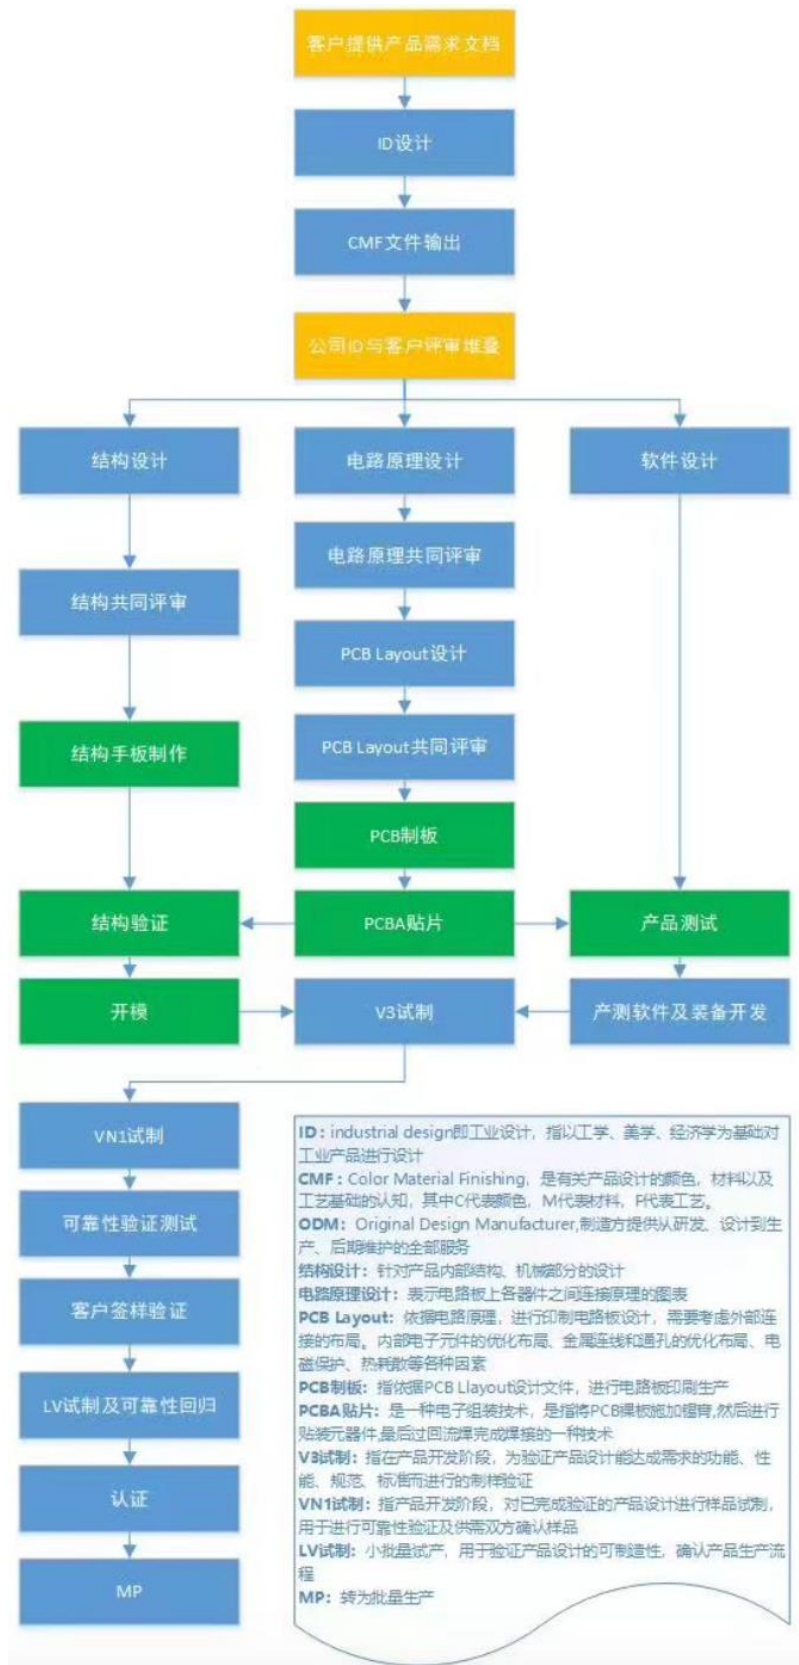 客户提供产品需求文档
ID设计
CMF文件输出
公司ID与客户评审堆叠
结构设计
电路原理设计
软件设计
电路原理共同评审
结构共同评审
PCB Layout设计
PCB Layout共同评审
结构手板制作
PCB制板
结构验证
PCBA贴片
产品测试
开模
V3试制
产测软件及装备开发
VN1试制
可靠性验证测试
客户签样验证
LV试制及可靠性回归
认证
MP
ID：industrial design即工业设计，指以工学、美学、经济学为基础对
工业产品进行设计
CMF：Color Material Finishing，是有关产品设计的颜色，材料以及
工艺基础的认知，其中C代表颜色，M代表材料，F代表工艺。
ODM：Original Design Manufacturer,制造方提供从研发、设计到生
产、后期维护的全部服务
结构设计：针对产品内部结构、机械部分的设计
电路原理设计：表示电路板上各器件之间连接原理的图表
PCB Layout：依据电路原理，进行印制电路板设计，需要考虑外部连
接的布局。内部电子元件的优化布局、金属连线和通孔的优化布局、电
磁保护、热耗散等各种因素
PCB制板：指依据PCB Llayout设计文件，进行电路板印刷生产
PCBA贴片：是一种电子组装技术，是指将PCB裸板施加锡膏,然后进行
贴装元器件,最后过回流焊完成焊接的一种技术
V3试制：指在产品开发阶段，为验证产品设计能达成需求的功能、性
能、规范、标准而进行的制样验证
VN1试制：指产品开发阶段，对已完成验证的产品设计进行样品试制，
用于进行可靠性验证及供需双方确认样品
LV试制：小批量试产，用于验证产品设计的可制造性，确认产品生产流
程
MP：转为批量生产